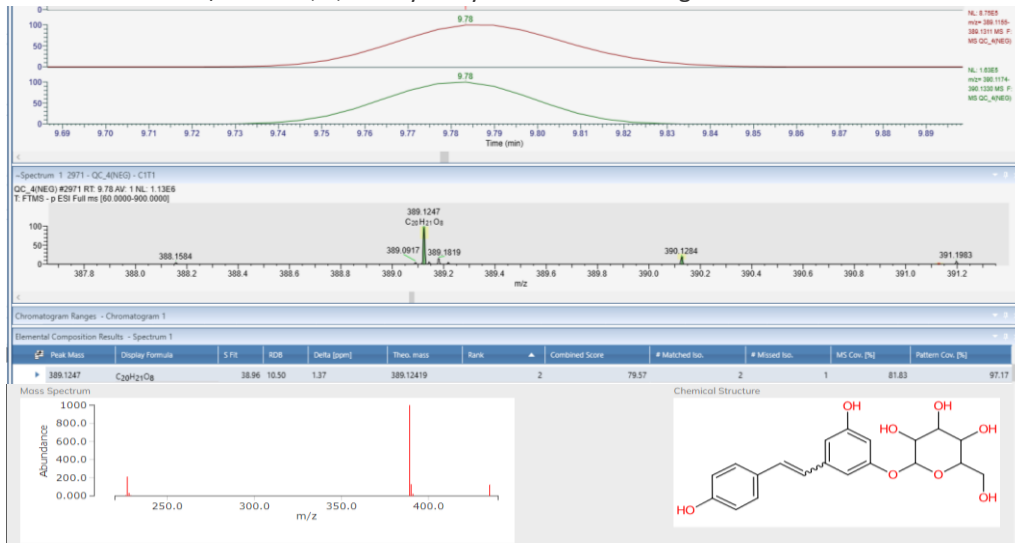 0
9.78
100
50
0
NL: 8.75E5
m/z= 389.1155-
389.1311 MS F:
MS QC_4(NEG)
9.78
100
50
0
NL: 1.63E5
m/z= 390.1174-
390.1330 MS F:
MS QC_4(NEG)
9.69 9.70 9.71 9.72 9.73 9.74 9.75 9.76 9.77 9.78 9.79 9.80 9.81 9.82 9.83 9.84 9.85 9.86 9.87 9.88 9.89
Time (min)
~Spectrum 1 2971 - QC_4(NEG) - C1T1
QC_4(NEG) #2971 RT: 9.78 AV: 1 NL: 1.13E6
T: FTMS - p ESI Full ms [60.0000-900.0000]
389.1247
C₂₀H₂₁O₈
100
50
0
388.1584
389.0917
389.1819
390.1284
391.1983
387.8 388.0 388.2 388.4 388.6 388.8 389.0 389.2 389.4 389.6 389.8 390.0 390.2 390.4 390.6 390.8 391.0 391.2
m/z
Chromatogram Ranges - Chromatogram 1
Elemental Composition Results - Spectrum 1
Peak Mass Display Formula S Fit RDB Delta [ppm] Theo. mass Rank Combined Score # Matched Iso. # Missed Iso. MS Cov. [%] Pattern Cov. [%]
389.1247 C₂₀H₂₁O₈ 38.96 10.50 1.37 389.12419 2 79.57 2 1 81.83 97.17
Mass Spectrum
1000
800.0
600.0
400.0
200.0
0.000
Abundance
250.0 300.0 350.0 400.0
m/z
Chemical Structure
OH
OH
HO
OH
O
O
OH
HO